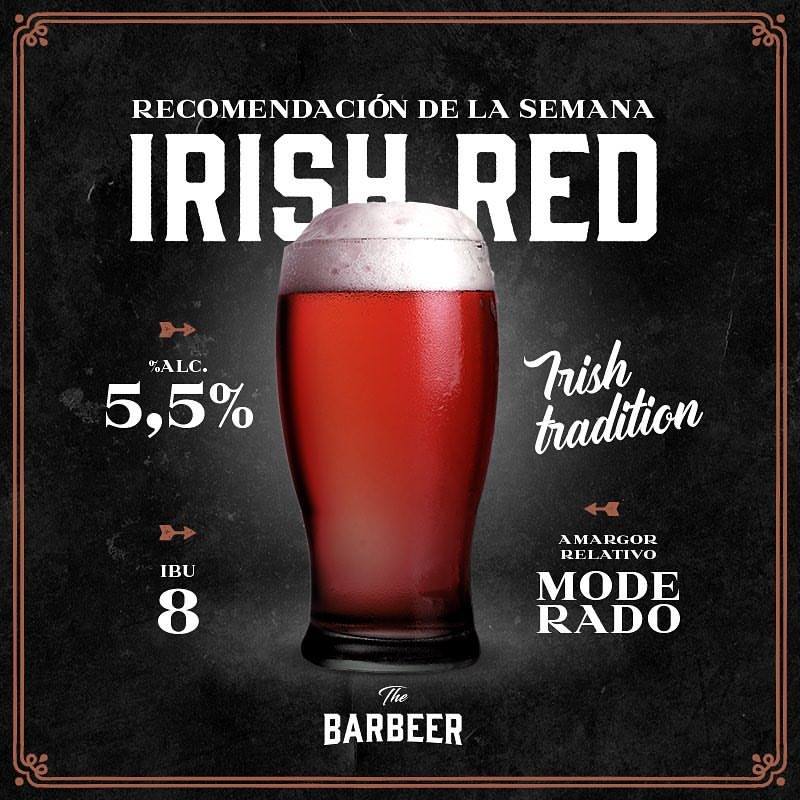 RECOMENDACIÓN DE LA SEMANA
IRISH RED
%ALC.
5,5%
Irish
tradition
IBU
8
AMARGOR
RELATIVO
MODE
RADO
The
BARBEER